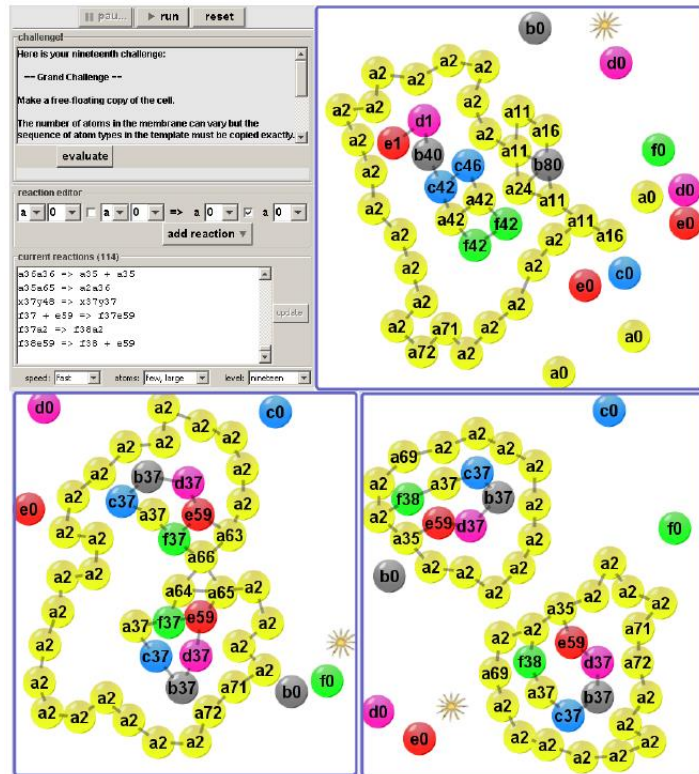 pau... run reset
challenge!
Here is your nineteenth challenge:
-- Grand Challenge --
Make a free-floating copy of the cell.
The number of atoms in the membrane can vary but the
sequence of atom types in the template must be copied exactly.
evaluate
reaction editor
a 0 a 0 => a 0 a 0
add reaction
current reactions (114)
a36a36 => a35 + a35
a35a65 => a2a36
x37y48 => x37y37
f37 + e59 => f37e59
f37a2 => f38a2
f38e59 => f38 + e59
update
speed: fast atoms: few, large level: nineteen
b0
d0
a2 a2
a2 a2 a2
a2 a2 a2 a11
d1 a16 f0
e1 a2 a11
b40 c46 b80
a2 c42 a24 a0 d0
a2 a42 a11 e0
a42 a11
a2 f42 f42 a2 a16
a2 a2 e0 c0
a2 a2
a2 a2
a2 a71 a2
a72 a2 a0
a0
d0 a2 c0
a2 a2 a2
a2 a2 a2
a2 b37 d37 a2
e0 a2 c37 a2
a2 a37 e59 a63
a2 f37
a2 a66
a2 a64 a65 a2
a2 f37 e59 a2
a37
a2 c37 d37 a2
b37 a2 f0
a2 a71 b0
a2 a2 a72
a2 a2 a2
c0
a2 a2
a69 a2 a2
a2 a37 c37 a2
f38 b37 f0
a2 e59 d37 a2
a35 a2
b0 a2 a2 a2
a2 a2
a2
a35 a2 a2
a2 e59 a71
a2 f38 d37 a72
a69 a37 b37 a2
d0 c37
a2 a2
e0 a2 a2 a2 a2